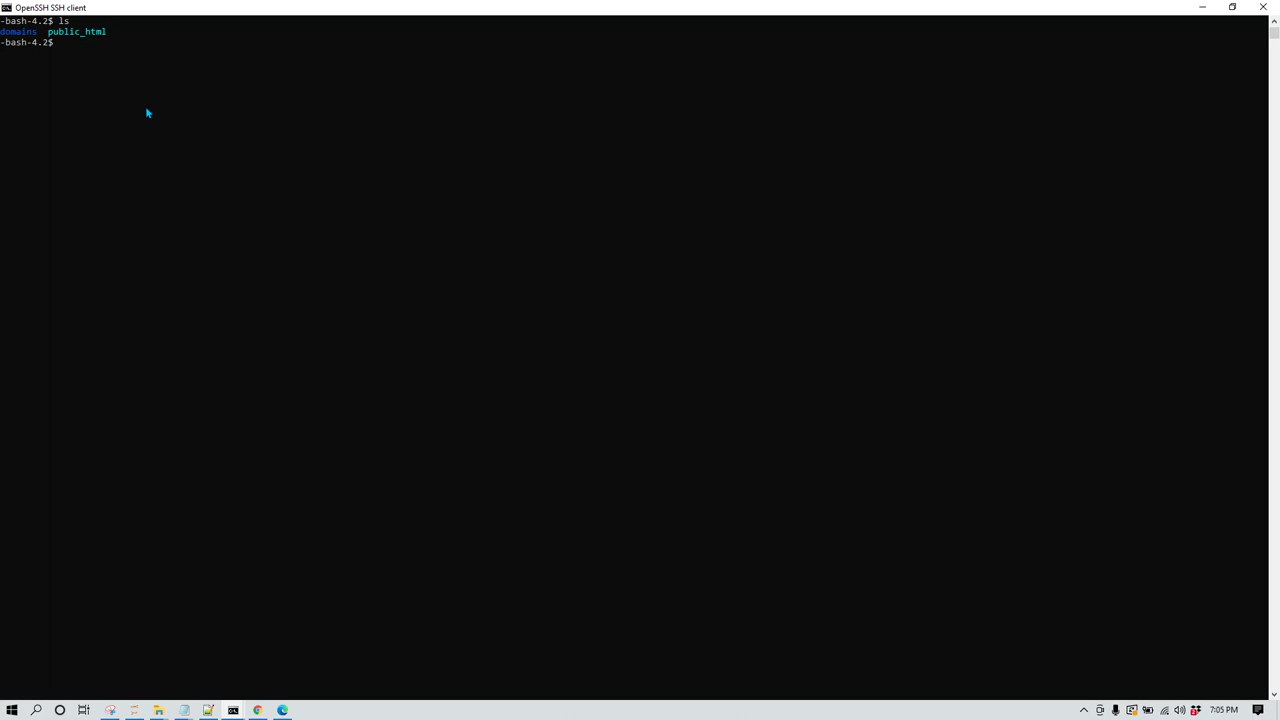 OpenSSH SSH client
-bash-4.2$ ls
domains  public_html
-bash-4.2$
7:05 PM